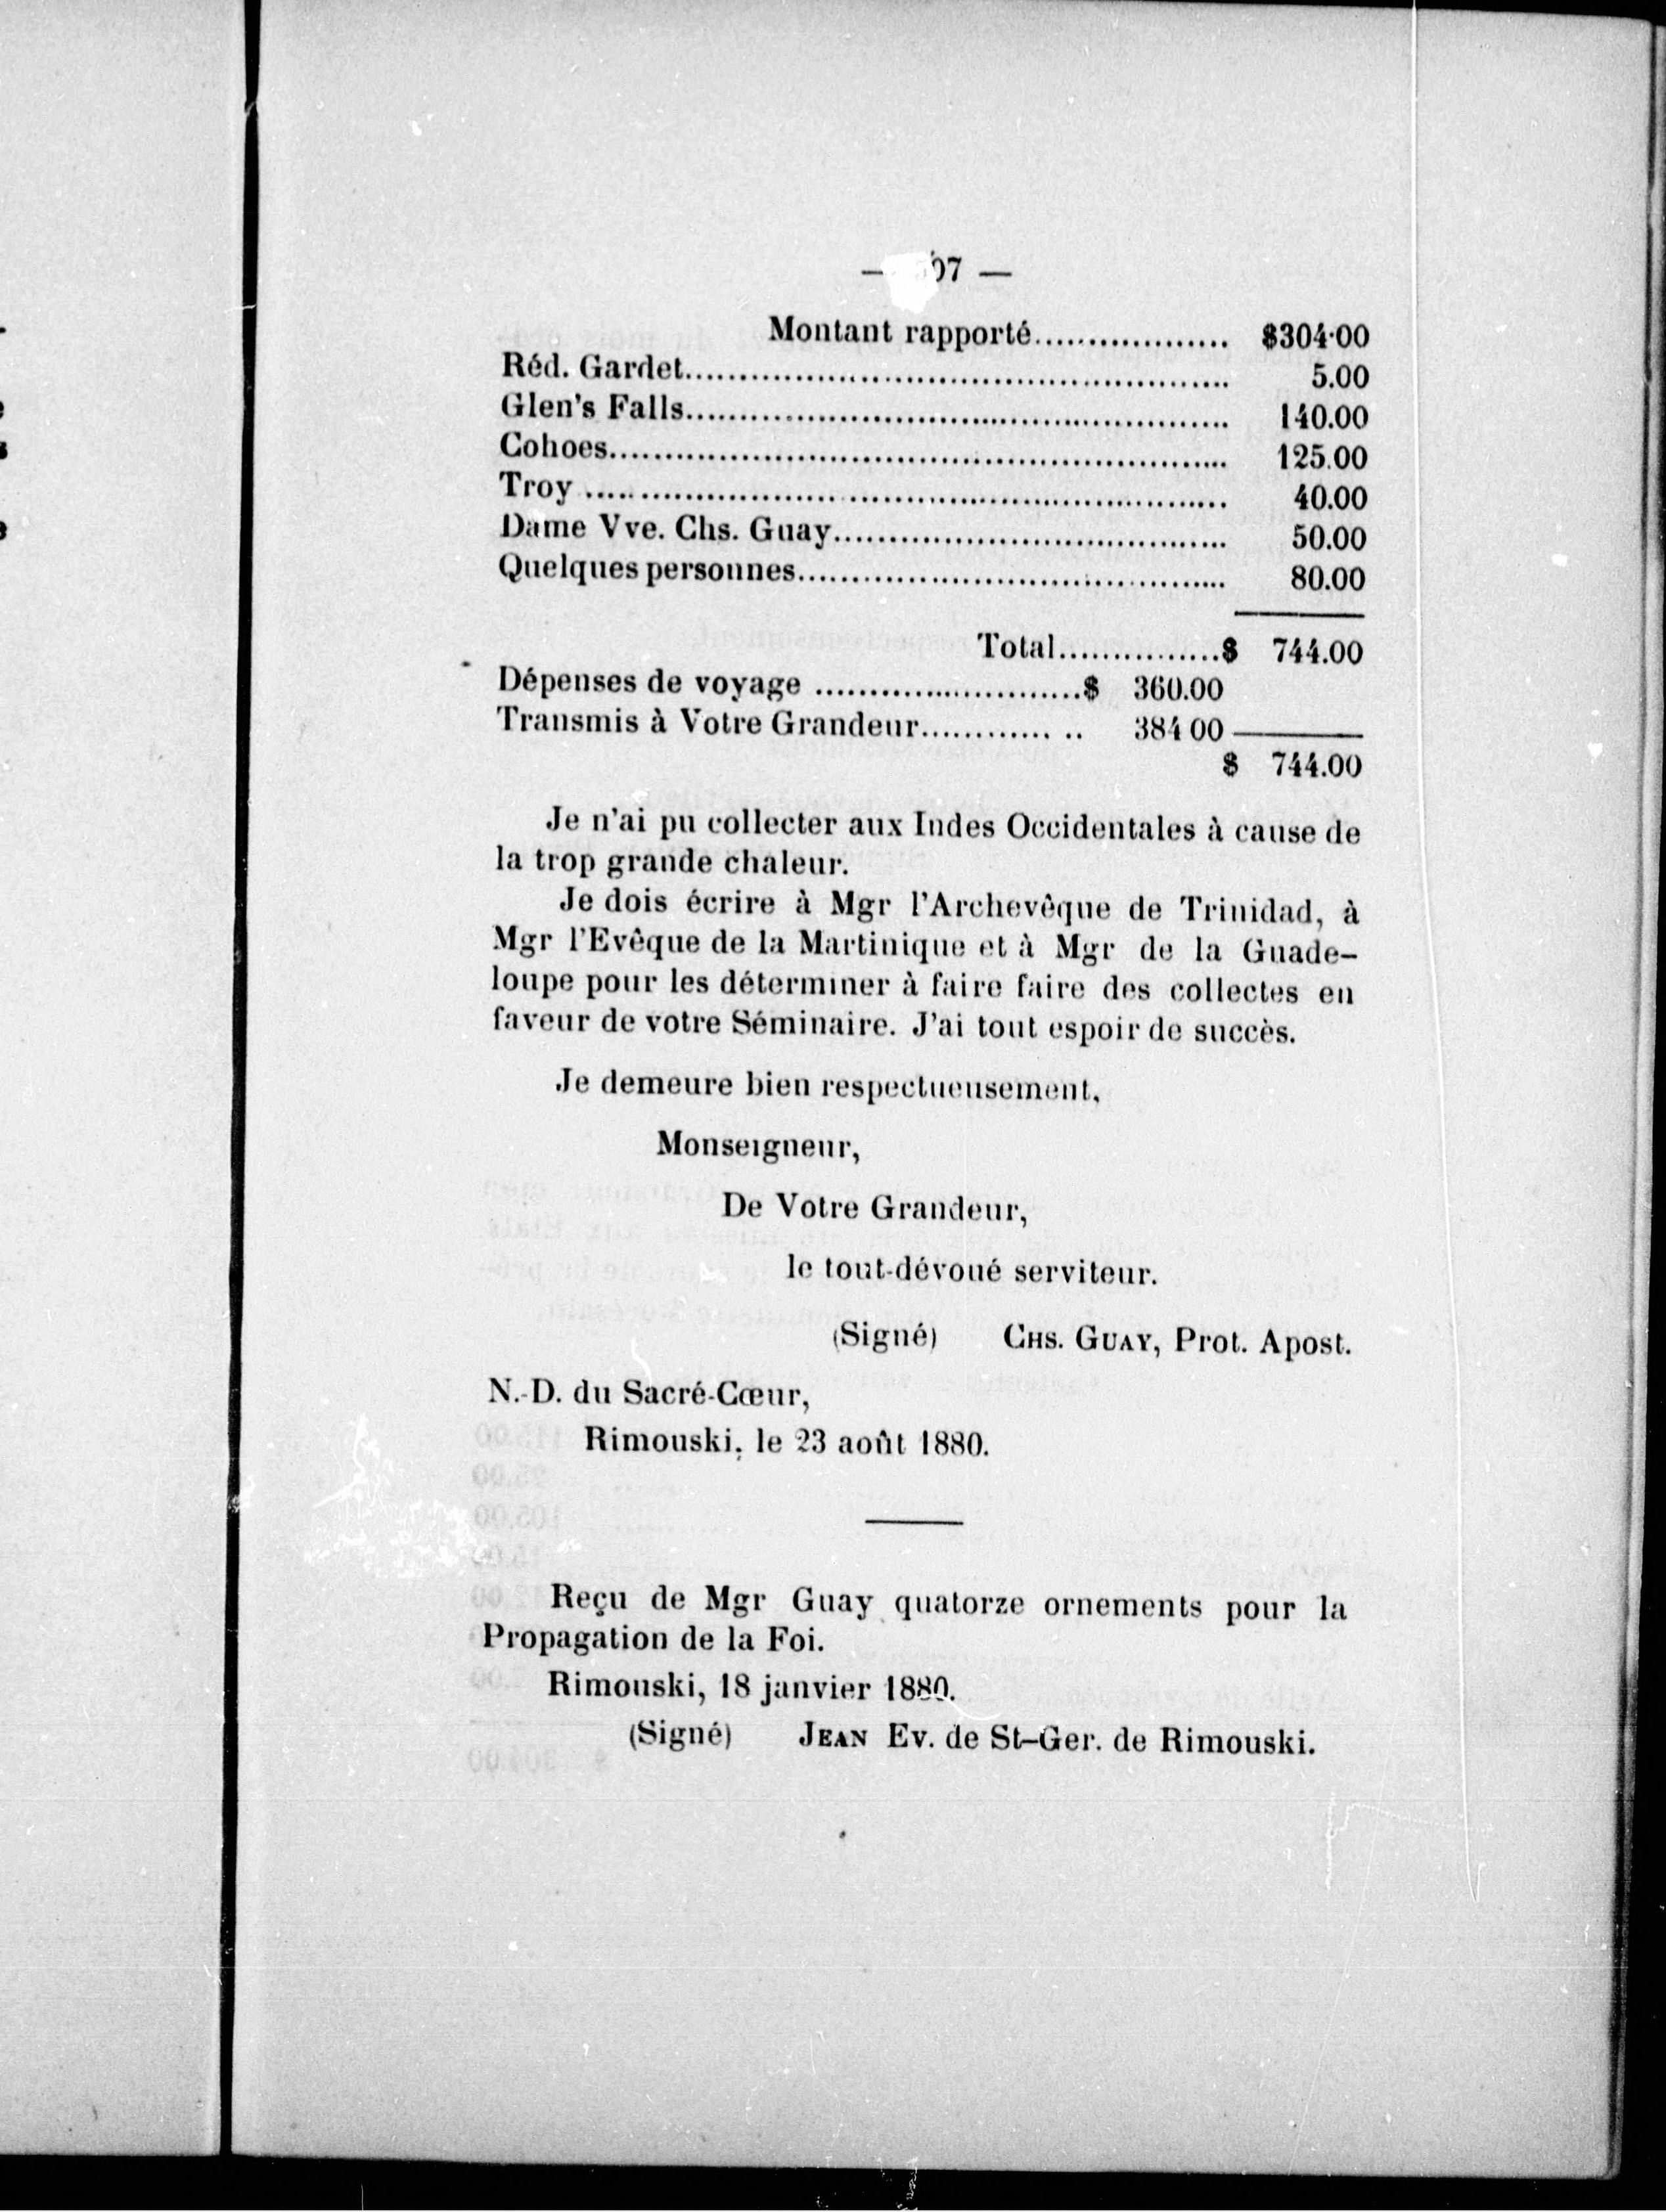 — 507 —
Montant rapporté.................. $304.00
Réd. Gardet.................................................. 5.00
Glen's Falls.................................................. 140.00
Cohoes......................................................... 125.00
Troy ............................................................ 40.00
Dame Vve. Chs. Guay.................................... 50.00
Quelques personnes....................................... 80.00
Total...............$ 744.00
Dépenses de voyage .........................$ 360.00
Transmis à Votre Grandeur............ .. 384 00
$ 744.00
Je n'ai pu collecter aux Indes Occidentales à cause de
la trop grande chaleur.
Je dois écrire à Mgr l'Archevêque de Trinidad, à
Mgr l'Evêque de la Martinique et à Mgr de la Guade-
loupe pour les déterminer à faire faire des collectes en
faveur de votre Séminaire. J'ai tout espoir de succès.
Je demeure bien respectueusement,
Monseigneur,
De Votre Grandeur,
le tout-dévoué serviteur.
(Signé) CHS. GUAY, Prot. Apost.
N.-D. du Sacré-Cœur,
Rimouski, le 23 août 1880.
Reçu de Mgr Guay quatorze ornements pour la
Propagation de la Foi.
Rimouski, 18 janvier 1880.
(Signé) JEAN Ev. de St-Ger. de Rimouski.